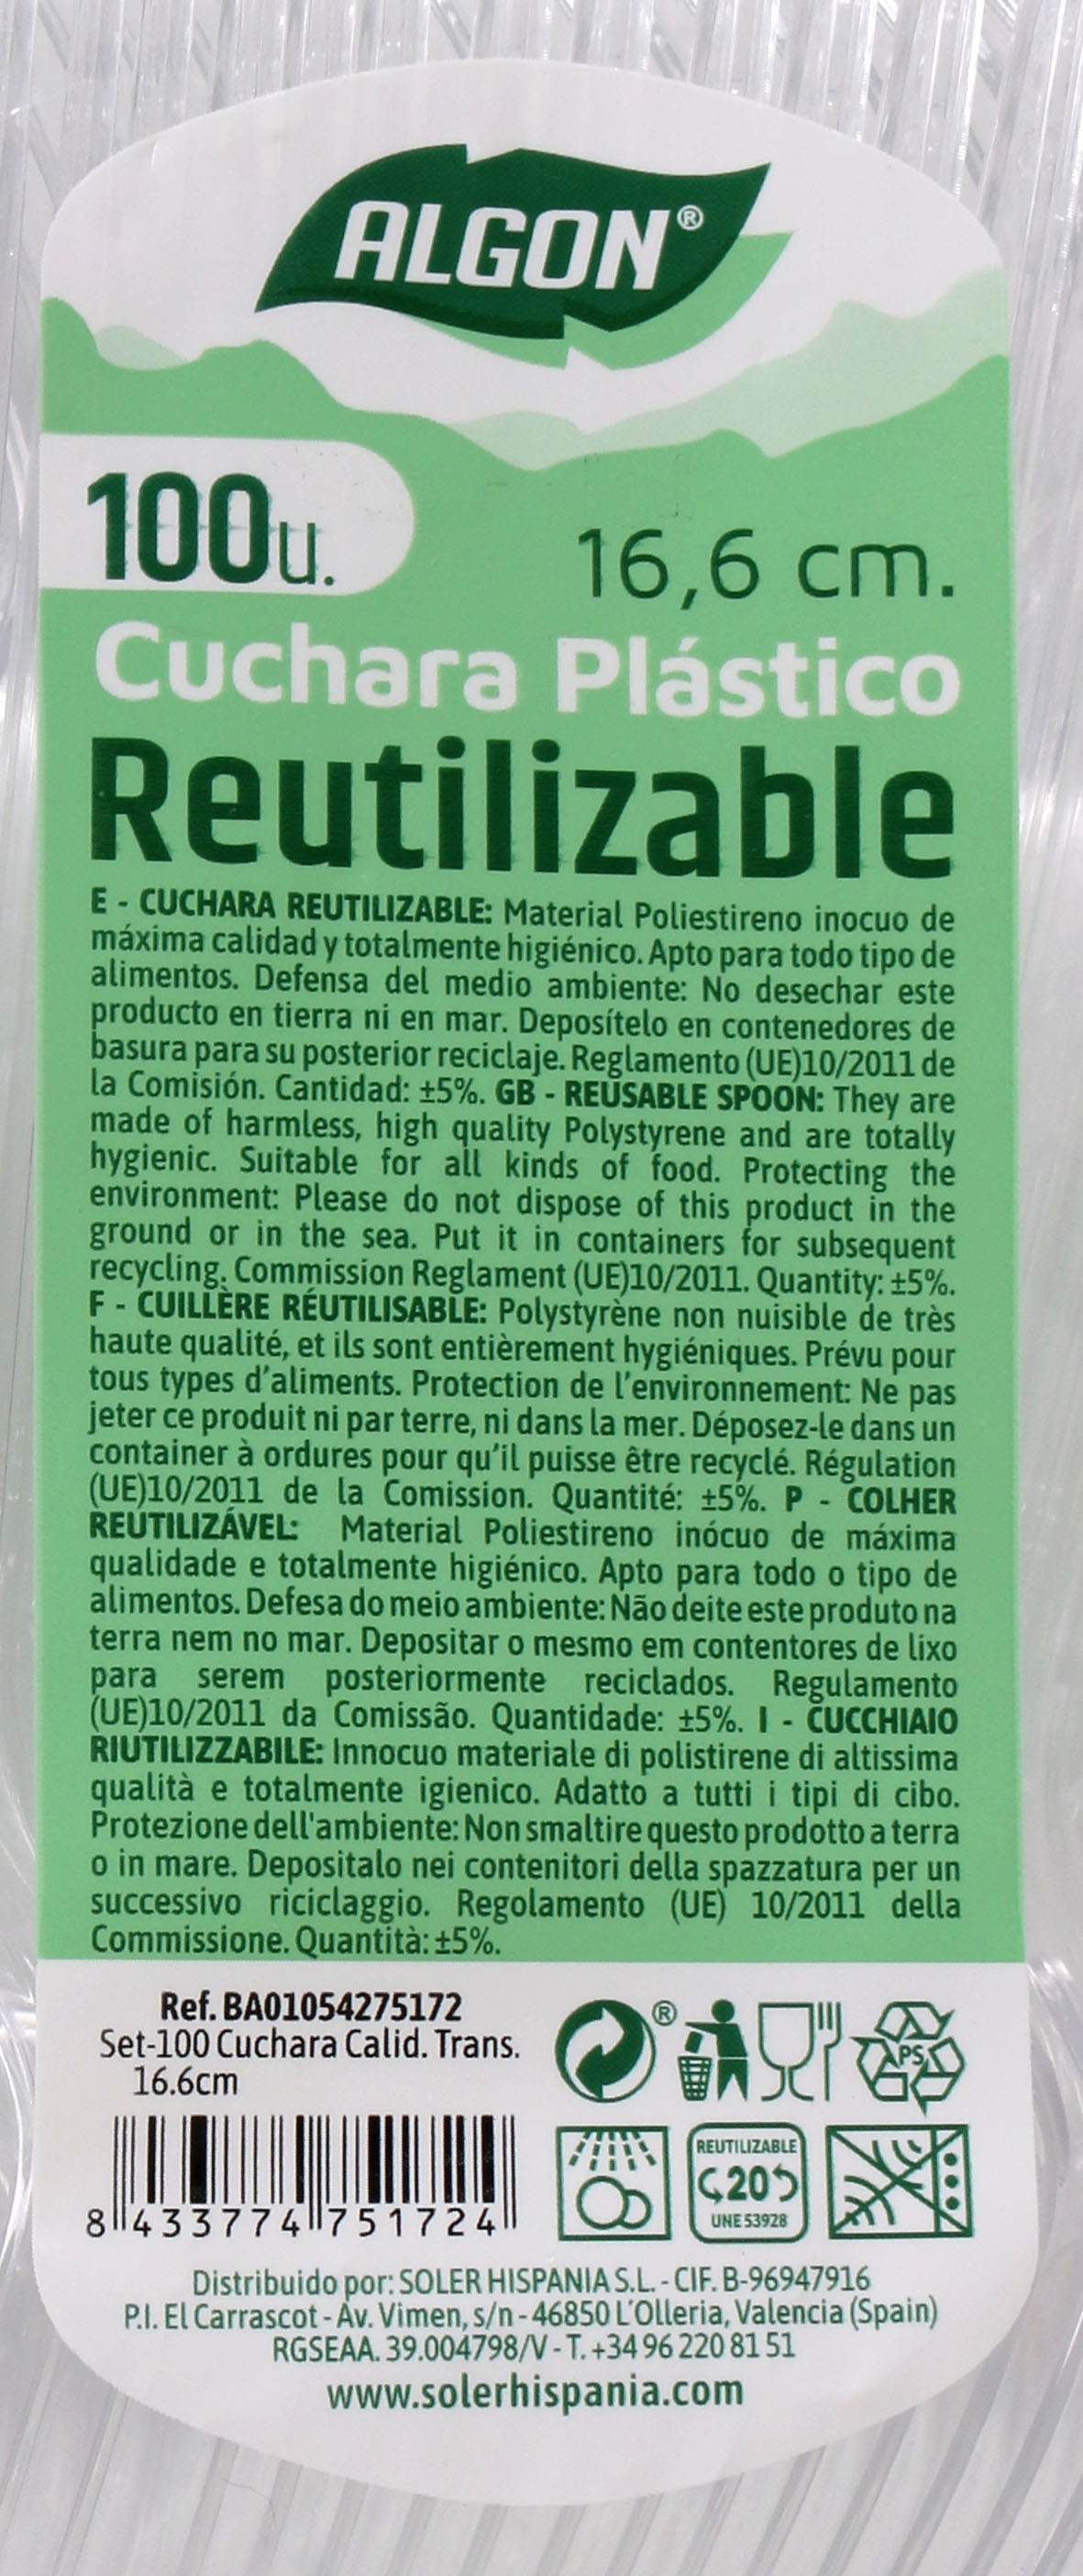 ALGON®
100u.
16,6 cm.
Cuchara Plástico
Reutilizable
E - CUCHARA REUTILIZABLE: Material Poliestireno inocuo de
máxima calidad y totalmente higiénico. Apto para todo tipo de
alimentos. Defensa del medio ambiente: No desechar este
producto en tierra ni en mar. Deposítelo en contenedores de
basura para su posterior reciclaje. Reglamento (UE)10/2011 de
la Comisión. Cantidad: ±5%. GB - REUSABLE SPOON: They are
made of harmless, high quality Polystyrene and are totally
hygienic. Suitable for all kinds of food. Protecting the
environment: Please do not dispose of this product in the
ground or in the sea. Put it in containers for subsequent
recycling. Commission Reglament (UE)10/2011. Quantity: ±5%.
F - CUILLÈRE RÉUTILISABLE: Polystyrène non nuisible de très
haute qualité, et ils sont entièrement hygiéniques. Prévu pour
tous types d'aliments. Protection de l'environnement: Ne pas
jeter ce produit ni par terre, ni dans la mer. Déposez-le dans un
container à ordures pour qu'il puisse être recyclé. Régulation
(UE)10/2011 de la Comission. Quantité: ±5%. P - COLHER
REUTILIZÁVEL: Material Poliestireno inócuo de máxima
qualidade e totalmente higiénico. Apto para todo o tipo de
alimentos. Defesa do meio ambiente: Não deite este produto na
terra nem no mar. Depositar o mesmo em contentores de lixo
para serem posteriormente reciclados. Regulamento
(UE)10/2011 da Comissão. Quantidade: ±5%. I - CUCCHIAIO
RIUTILIZZABILE: Innocuo materiale di polistirene di altissima
qualità e totalmente igienico. Adatto a tutti i tipi di cibo.
Protezione dell'ambiente: Non smaltire questo prodotto a terra
o in mare. Depositalo nei contenitori della spazzatura per un
successivo riciclaggio. Regolamento (UE) 10/2011 della
Commissione. Quantità: ±5%.
Ref. BA01054275172
Set-100 Cuchara Calid. Trans.
16.6cm
8 433774 751724
®
PS
REUTILIZABLE
20
UNE 53928
Distribuido por: SOLER HISPANIA S.L. - CIF. B-96947916
P.I. El Carrascot - Av. Vimen, s/n - 46850 L'Olleria, Valencia (Spain)
RGSEAA. 39.004798/V - T. +34 96 220 81 51
www.solerhispania.com